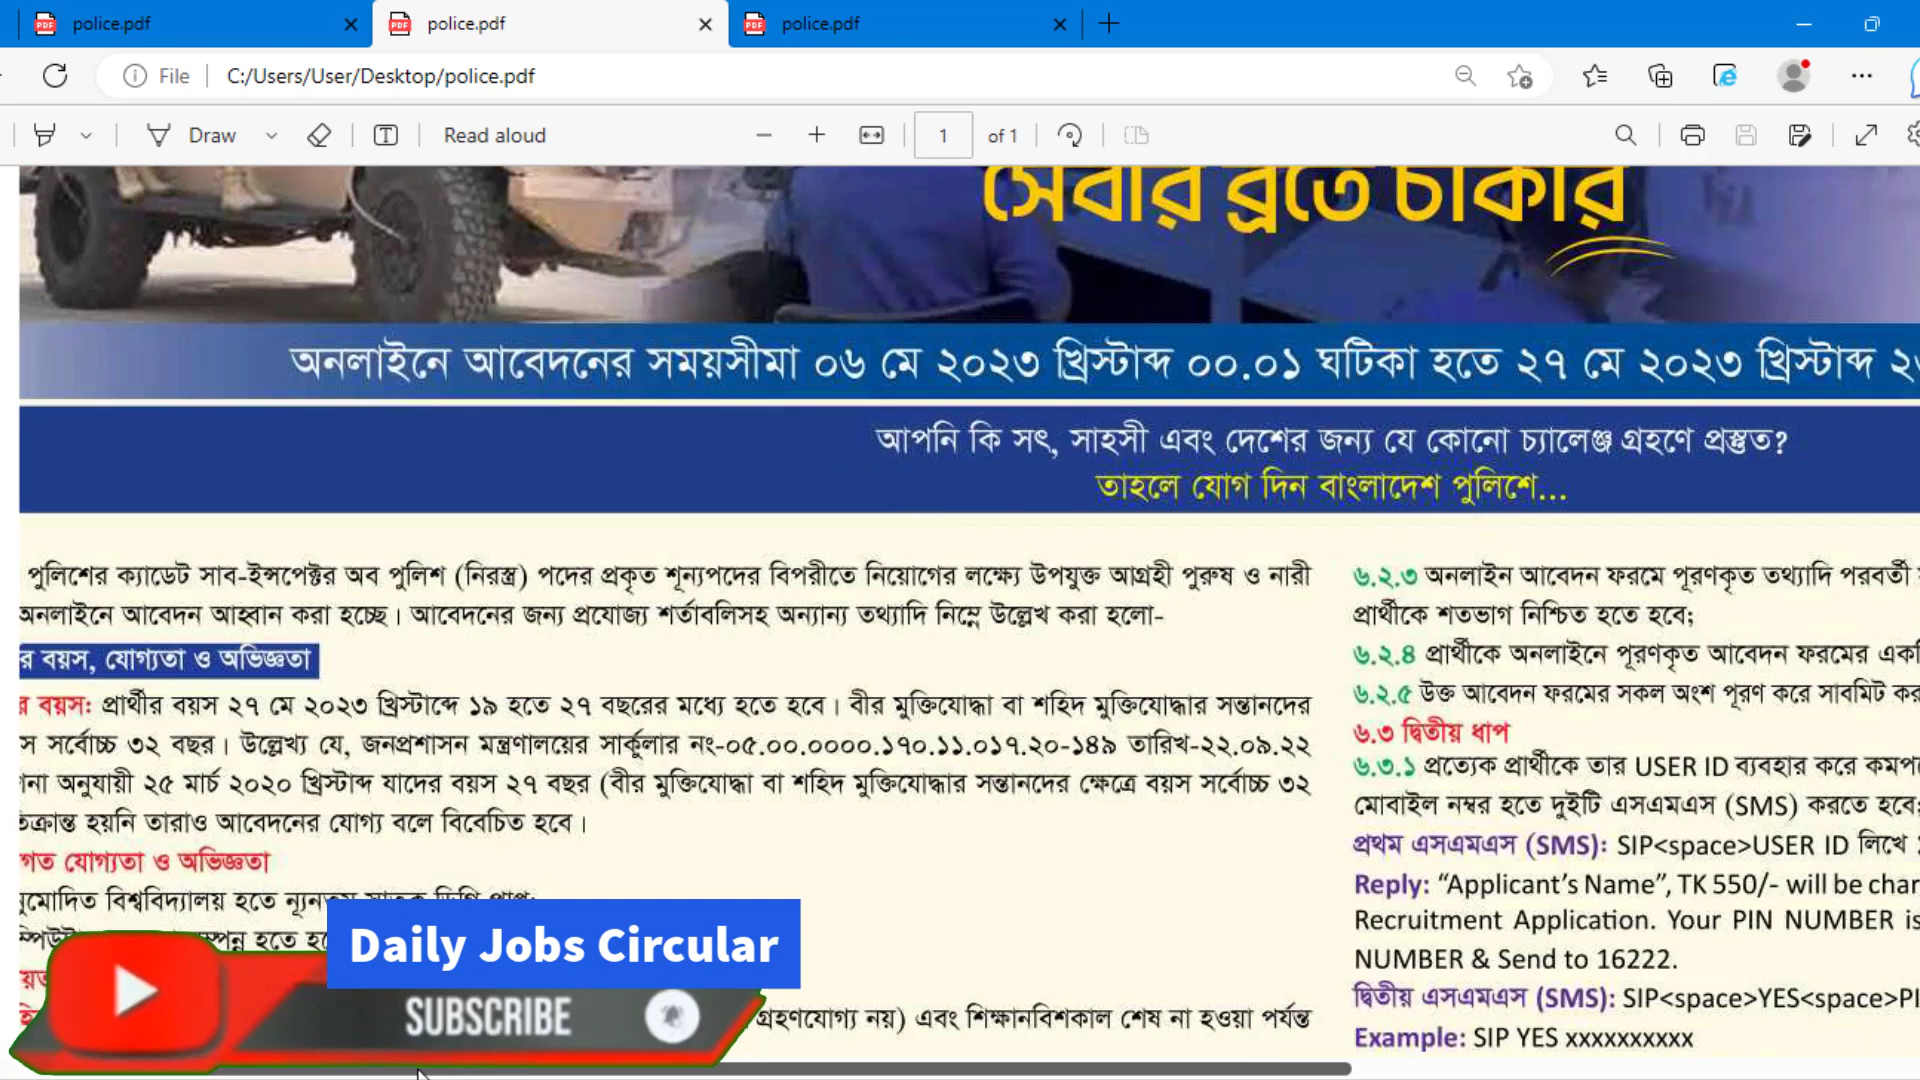 police.pdf
police.pdf
police.pdf
File
C:/Users/User/Desktop/police.pdf
Draw
Read aloud
1
of 1
সেবার ব্রতে চাকরি
অনলাইনে আবেদনের সময়সীমা ০৬ মে ২০২৩ খ্রিস্টাব্দ ০০.০১ ঘটিকা হতে ২৭ মে ২০২৩ খ্রিস্টাব্দ
আপনি কি সৎ, সাহসী এবং দেশের জন্য যে কোনো চ্যালেঞ্জ গ্রহণে প্রস্তুত?
তাহলে যোগ দিন বাংলাদেশ পুলিশে...
পুলিশের ক্যাডেট সাব-ইন্সপেক্টর অব পুলিশ (নিরস্ত্র) পদের প্রকৃত শূন্যপদের বিপরীতে নিয়োগের লক্ষ্যে উপযুক্ত আগ্রহী পুরুষ ও নারী
অনলাইনে আবেদন আহ্বান করা হচ্ছে। আবেদনের জন্য প্রযোজ্য শর্তাবলিসহ অন্যান্য তথ্যাদি নিম্নে উল্লেখ করা হলো-
র বয়স, যোগ্যতা ও অভিজ্ঞতা
র বয়স: প্রার্থীর বয়স ২৭ মে ২০২৩ খ্রিস্টাব্দে ১৯ হতে ২৭ বছরের মধ্যে হতে হবে। বীর মুক্তিযোদ্ধা বা শহিদ মুক্তিযোদ্ধার সন্তানদের
স সর্বোচ্চ ৩২ বছর। উল্লেখ্য যে, জনপ্রশাসন মন্ত্রণালয়ের সার্কুলার নং-০৫.০০.০০০০.১৭০.১১.০১৭.২০-১৪৯ তারিখ-২২.০৯.২২
অনুযায়ী ২৫ মার্চ ২০২০ খ্রিস্টাব্দ যাদের বয়স ২৭ বছর (বীর মুক্তিযোদ্ধা বা শহিদ মুক্তিযোদ্ধার সন্তানদের ক্ষেত্রে বয়স সর্বোচ্চ ৩২
তিক্রান্ত হয়নি তারাও আবেদনের যোগ্য বলে বিবেচিত হবে।
গত যোগ্যতা ও অভিজ্ঞতা
নুমোদিত বিশ্ববিদ্যালয় হতে ন্যূনতম
ম্পন্ন হতে
গ্রহণযোগ্য নয়) এবং শিক্ষানবিশকাল শেষ না হওয়া পর্যন্ত
৬.২.৩ অনলাইন আবেদন ফরমে পূরণকৃত তথ্যাদি পরবর্তী
প্রার্থীকে শতভাগ নিশ্চিত হতে হবে;
৬.২.৪ প্রার্থীকে অনলাইনে পূরণকৃত আবেদন ফরমের
৬.২.৫ উক্ত আবেদন ফরমের সকল অংশ পূরণ করে সাবমিট
৬.৩ দ্বিতীয় ধাপ
৬.৩.১ প্রত্যেক প্রার্থীকে তার USER ID ব্যবহার করে
মোবাইল নম্বর হতে দুইটি এসএমএস (SMS) করতে হবে;
প্রথম এসএমএস (SMS): SIP<space>USER ID লিখে
Reply: “Applicant’s Name”, TK 550/- will be char
Recruitment Application. Your PIN NUMBER is
NUMBER & Send to 16222.
দ্বিতীয় এসএমএস (SMS): SIP<space>YES<space>PI
Example: SIP YES xxxxxxxxxx
Daily Jobs Circular
SUBSCRIBE